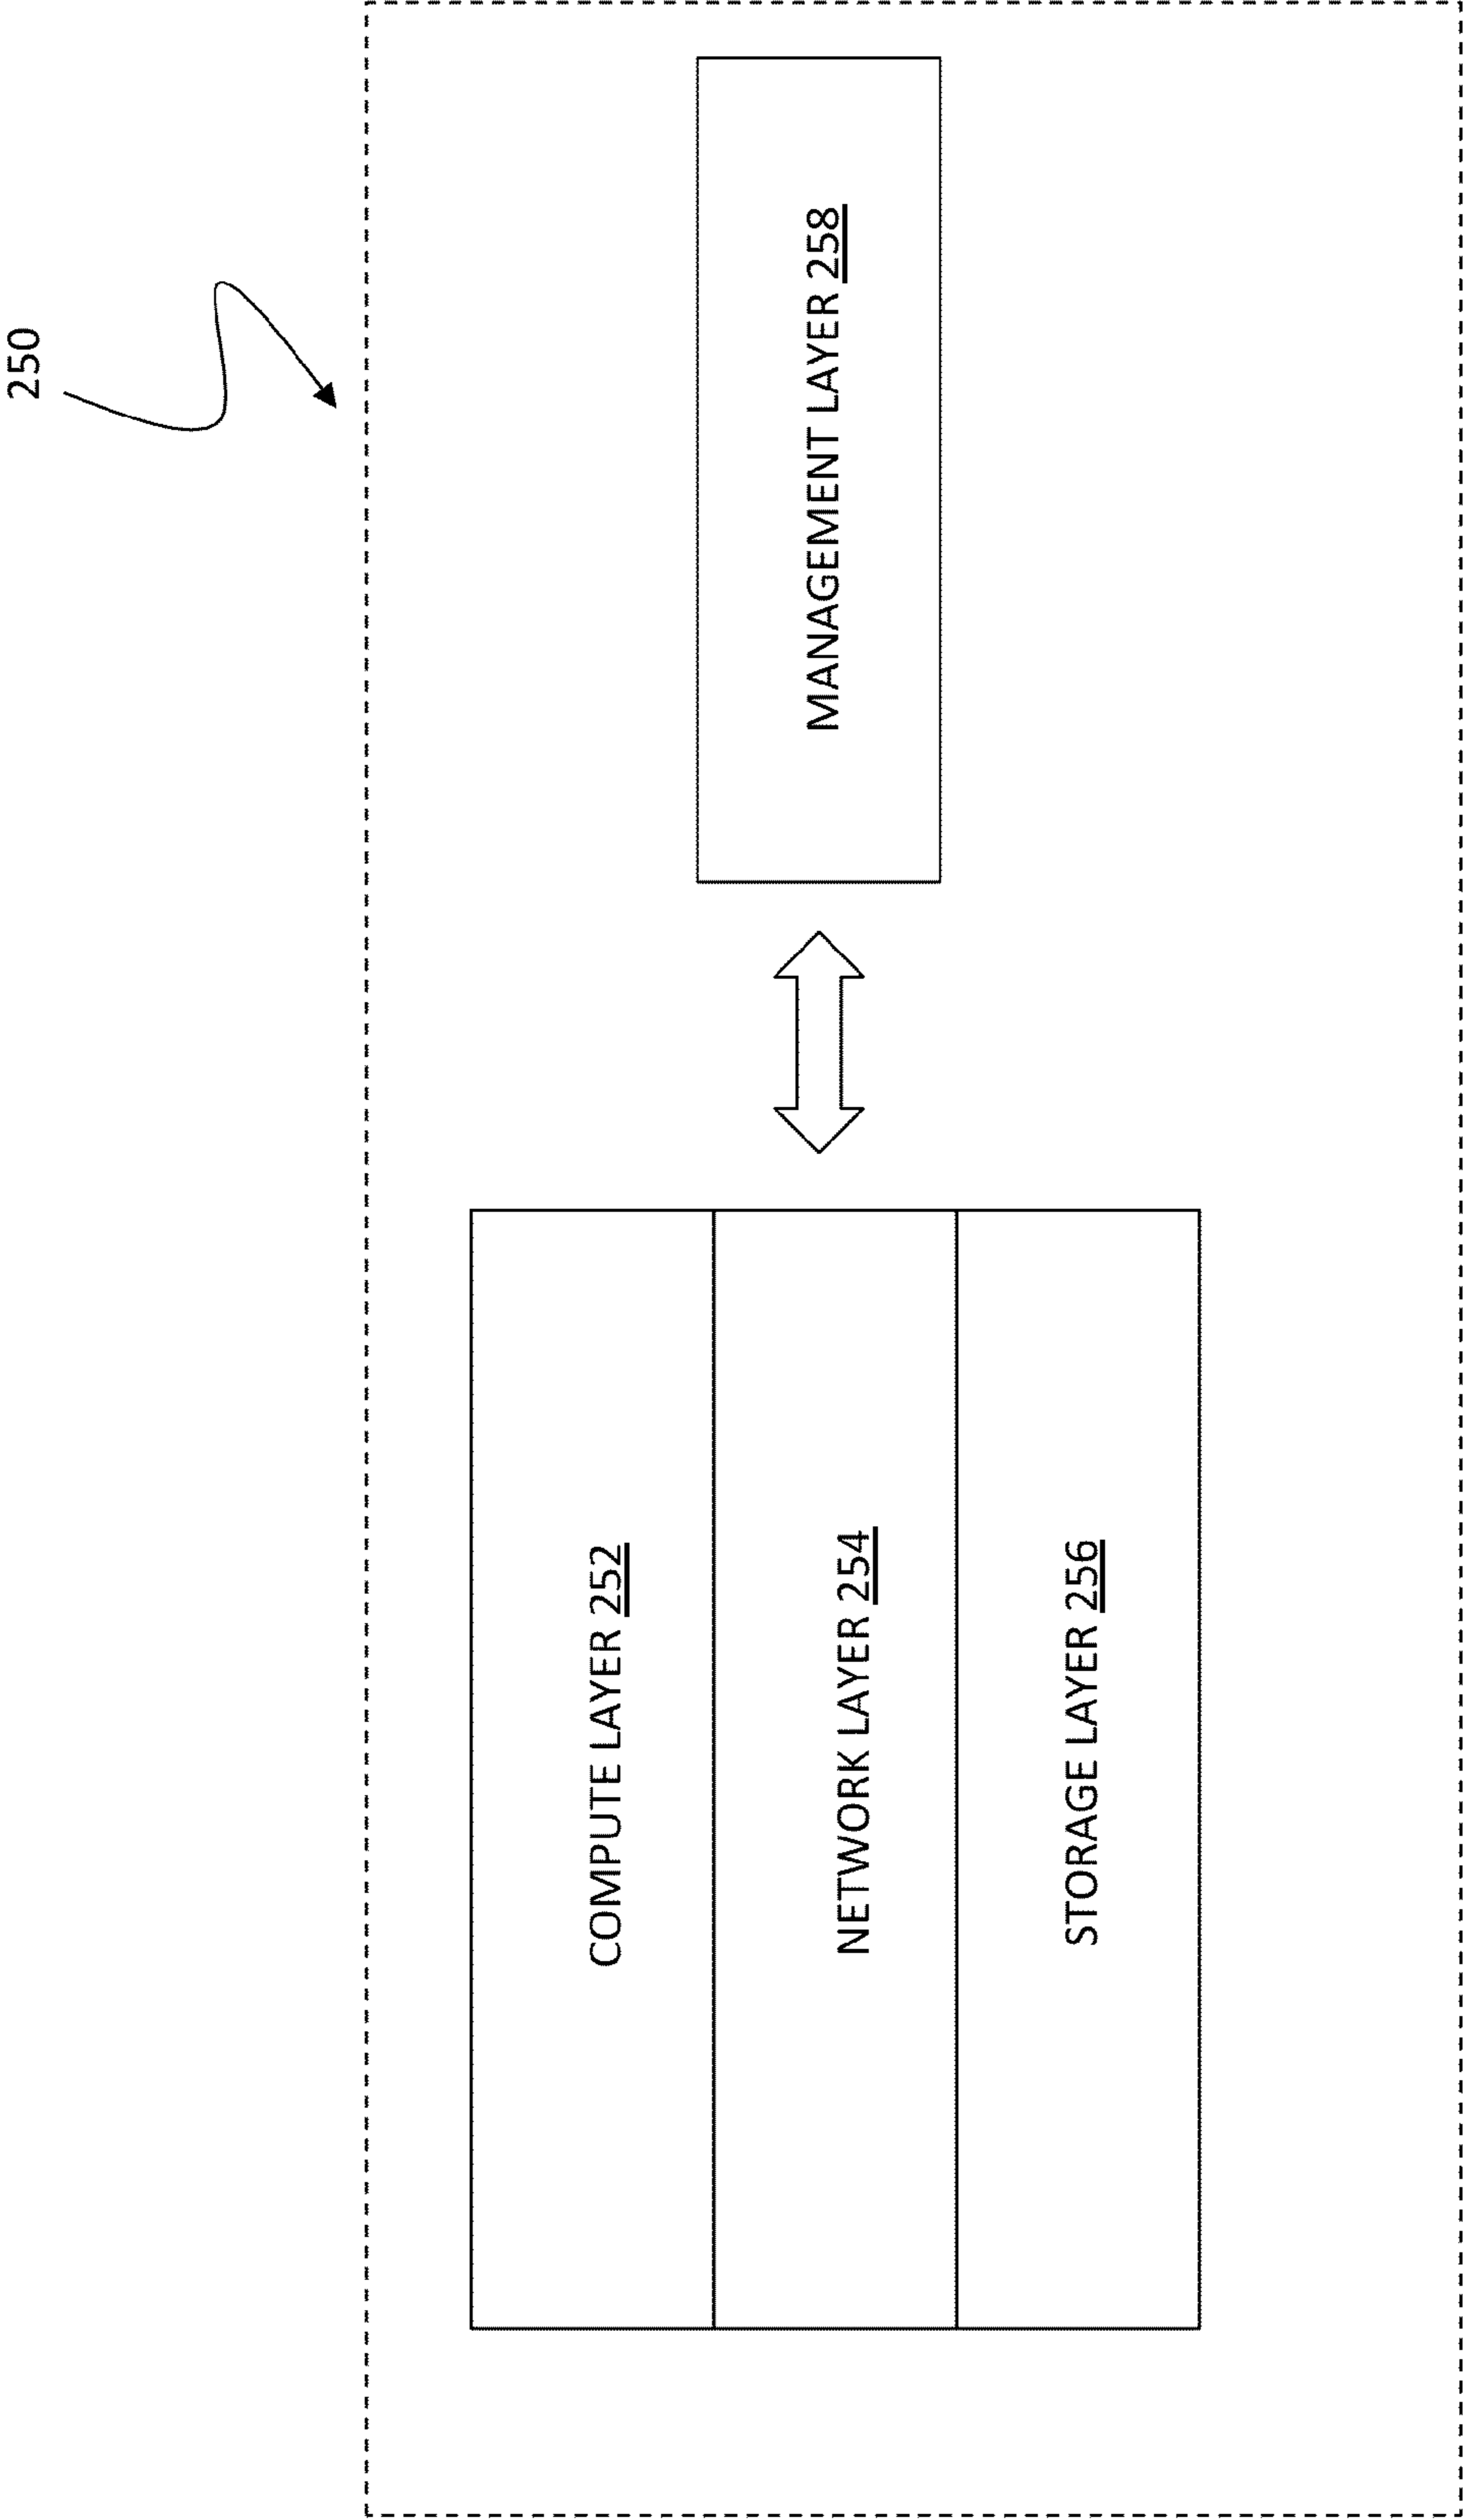 250
COMPUTE LAYER 252
NETWORK LAYER 254
STORAGE LAYER 256
MANAGEMENT LAYER 258